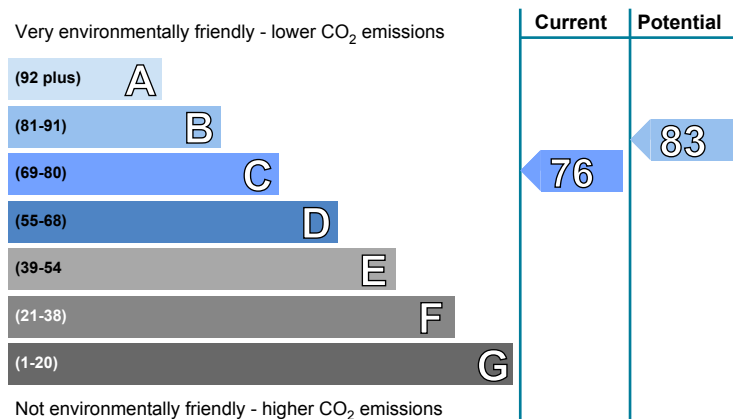 Very environmentally friendly - lower CO2 emissions
Current
Potential
(92 plus) A
(81-91) B
(69-80) C
(55-68) D
(39-54 E
(21-38) F
(1-20) G
76
83
Not environmentally friendly - higher CO2 emissions